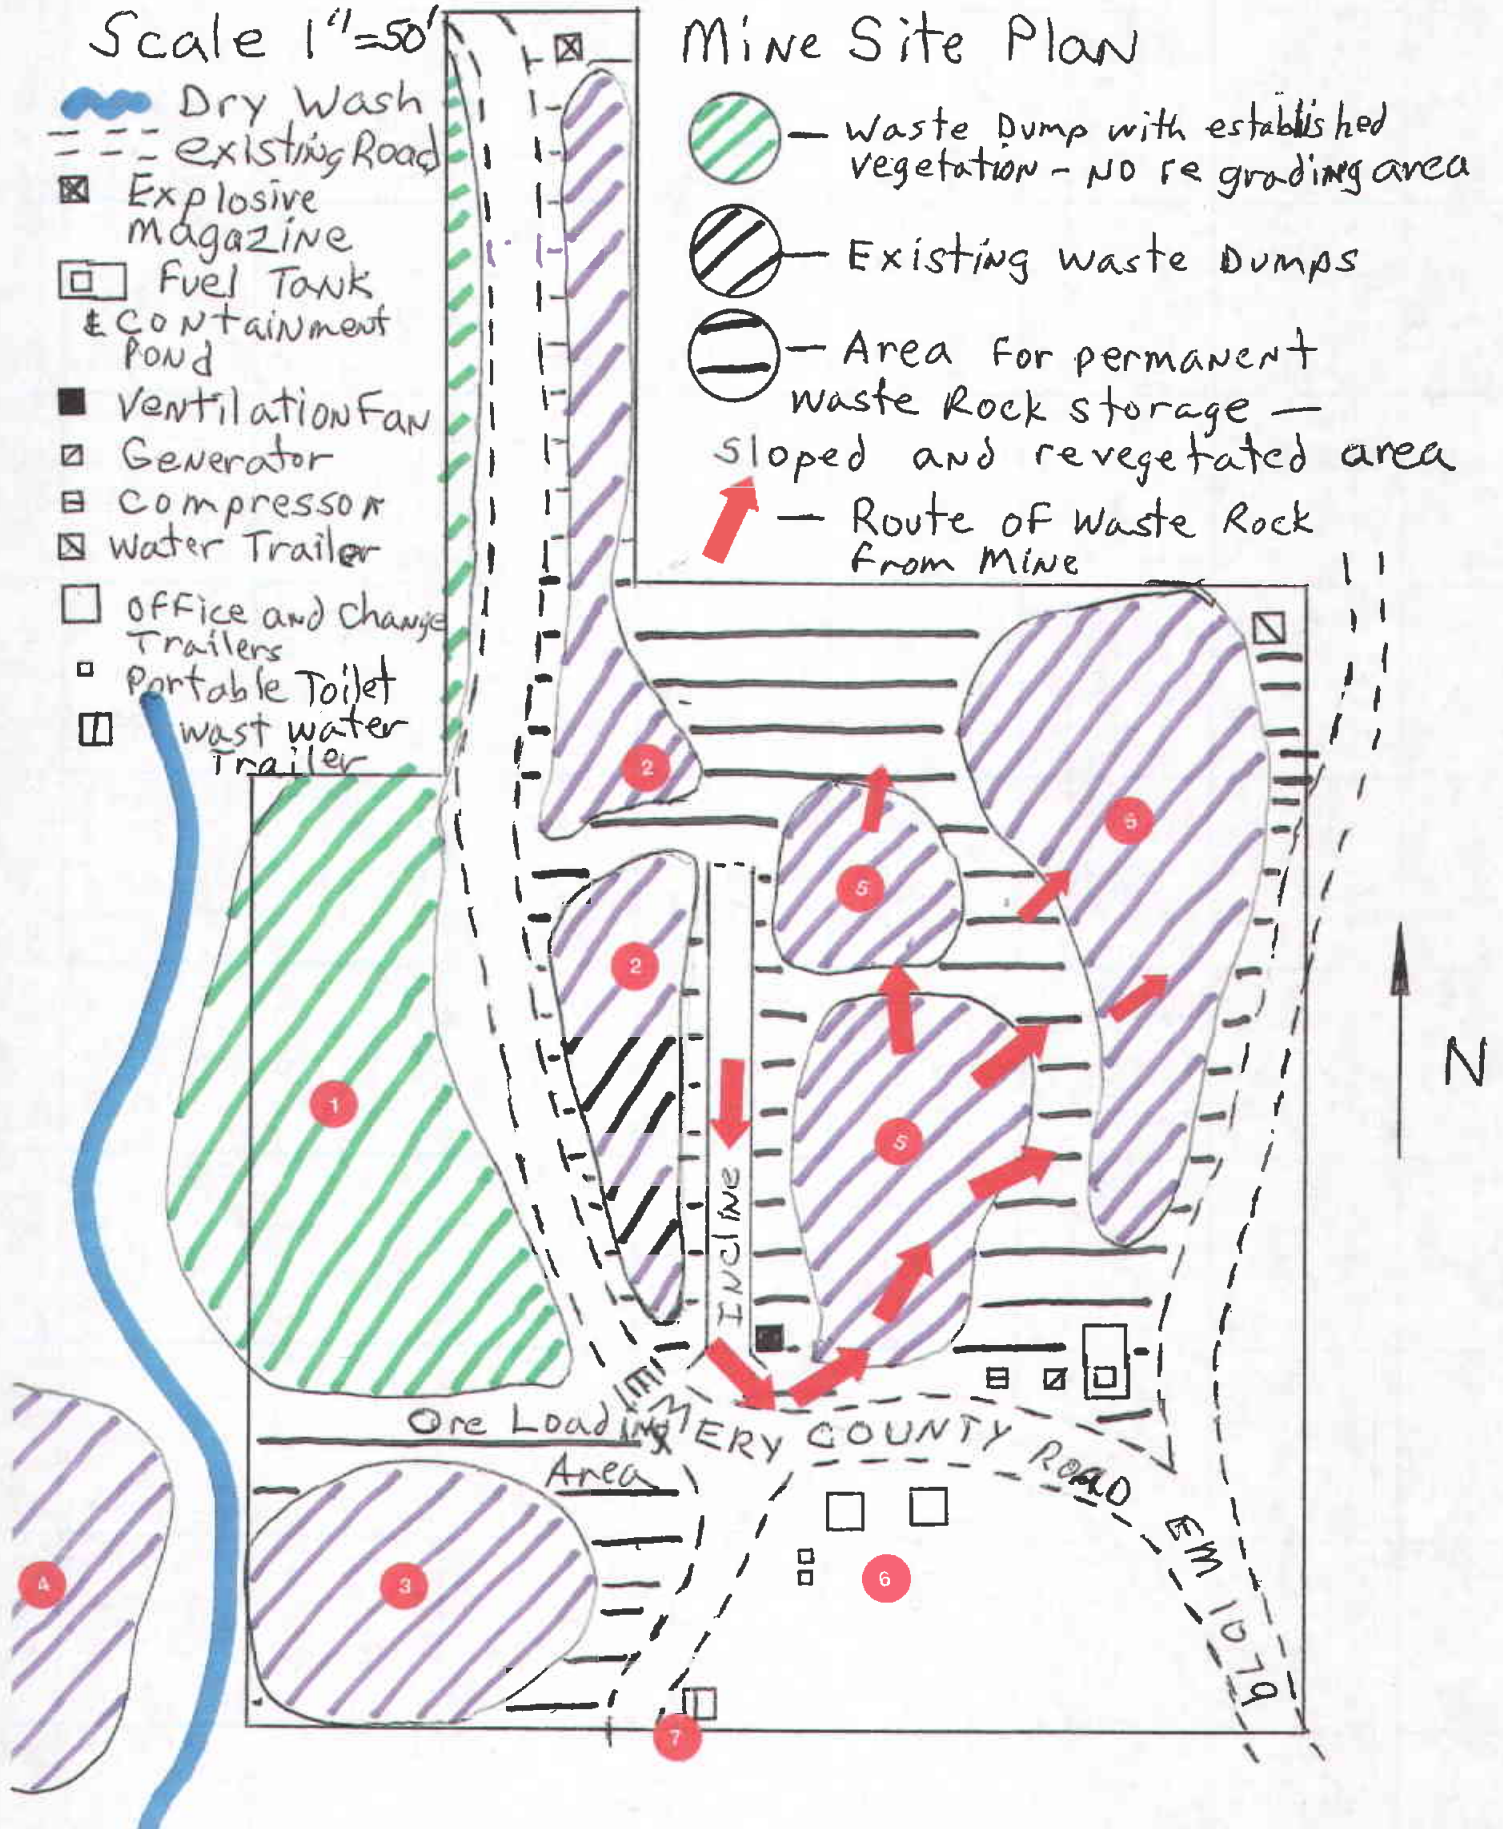 Scale 1"=50'
Mine Site Plan
Dry Wash
existing Road
Explosive
Magazine
Fuel Tank
& Containment
Pond
Ventilation Fan
Generator
Compressor
Water Trailer
Office and Change
Trailers
Portable Toilet
Wast water
Trailer
Waste Dump with established
vegetation - No re grading area
Existing Waste Dumps
Area for permanent
Waste Rock storage —
sloped and revegetated area
Route of Waste Rock
from Mine
2
5
5
2
N
1
5
Incline
Ore Loading
Area
EMERY COUNTY ROAD EM 1079
4
3
6
7